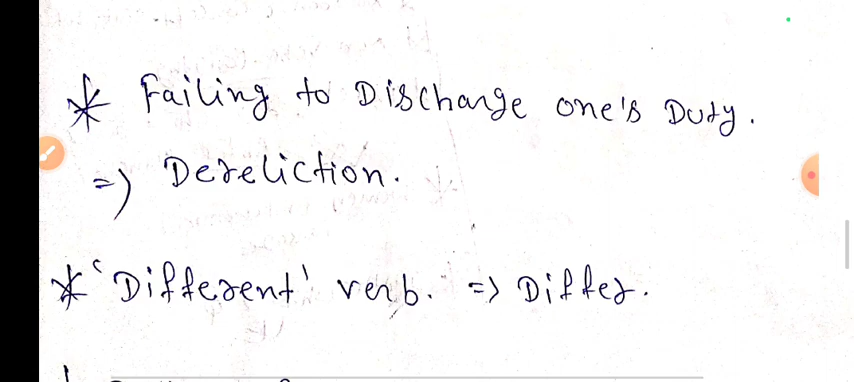 * Failing to Discharge one's Duty.
=) Dereliction.
* 'Different' verb. => Differ.